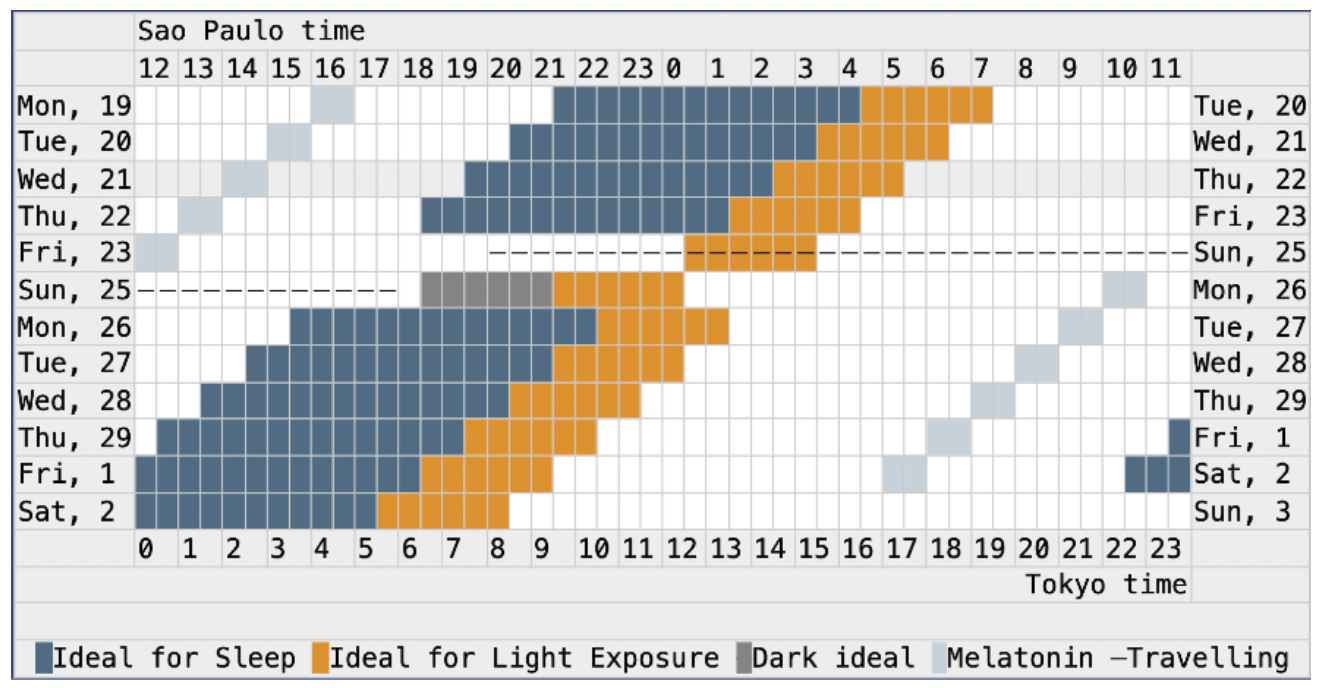 Sao Paulo time
12 13 14 15 16 17 18 19 20 21 22 23 0 1 2 3 4 5 6 7 8 9 10 11
Mon, 19 Tue, 20
Tue, 20 Wed, 21
Wed, 21 Thu, 22
Thu, 22 Fri, 23
Fri, 23 Sun, 25
Sun, 25 Mon, 26
Mon, 26 Tue, 27
Tue, 27 Wed, 28
Wed, 28 Thu, 29
Thu, 29 Fri, 1
Fri, 1 Sat, 2
Sat, 2 Sun, 3
0 1 2 3 4 5 6 7 8 9 10 11 12 13 14 15 16 17 18 19 20 21 22 23
Tokyo time
Ideal for Sleep Ideal for Light Exposure Dark ideal Melatonin —Travelling